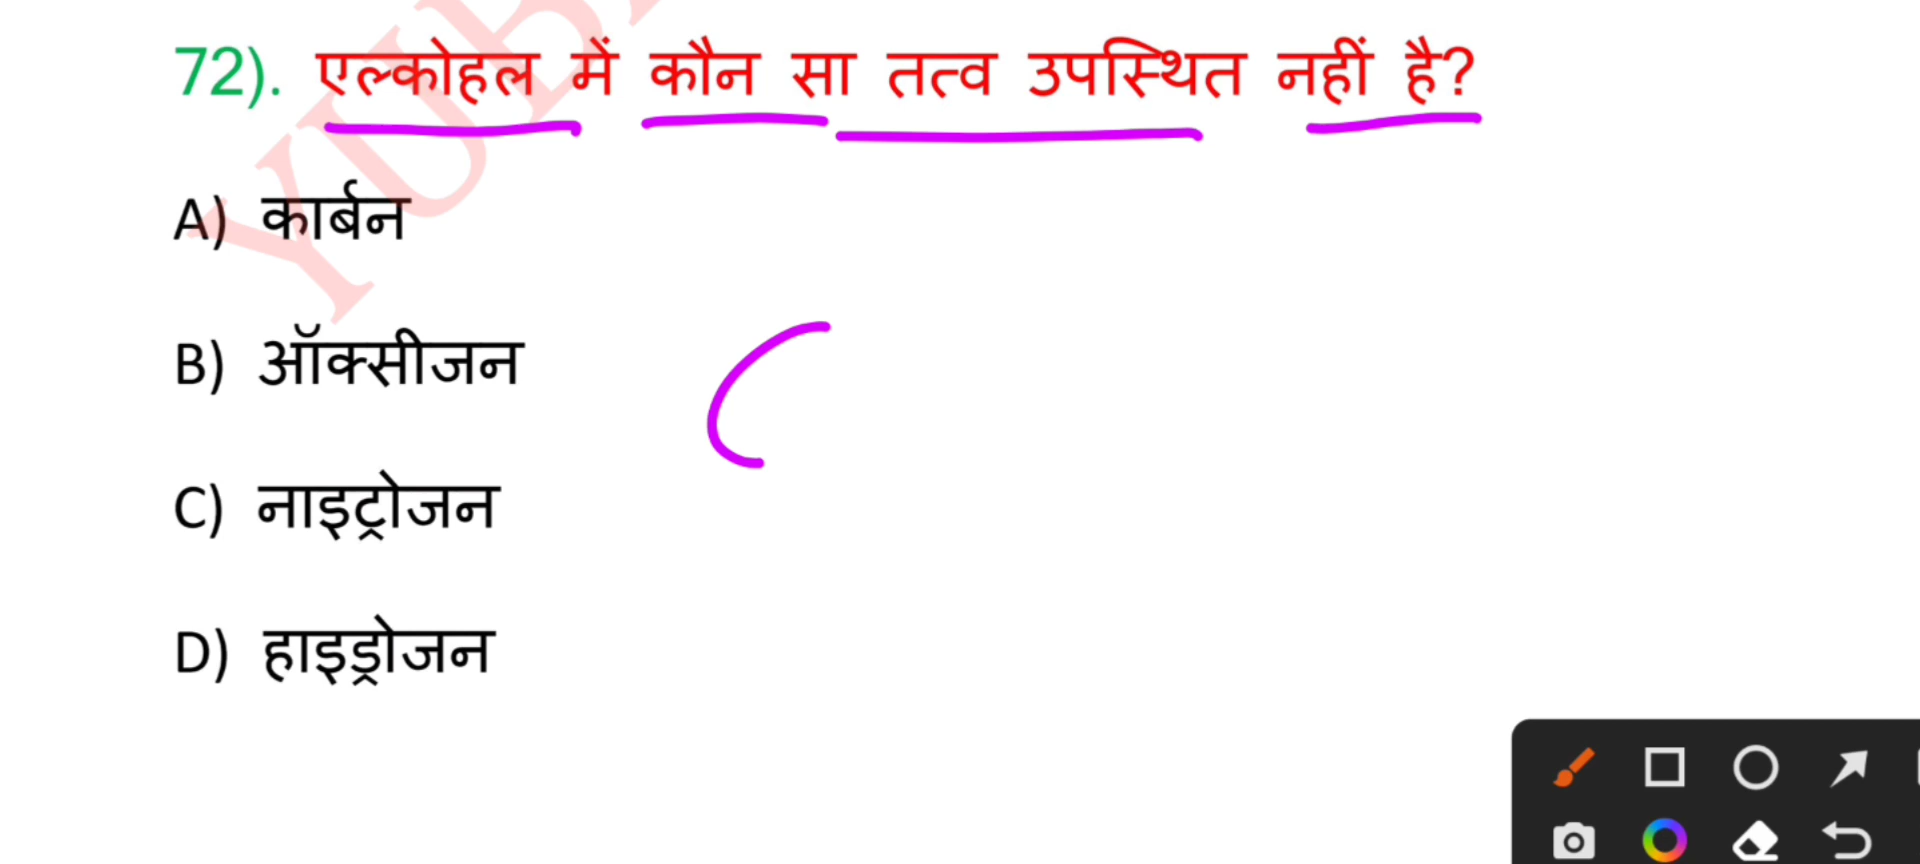 72). एल्कोहल में कौन सा तत्व उपस्थित नहीं है?
A) कार्बन
B) ऑक्सीजन
C) नाइट्रोजन
D) हाइड्रोजन